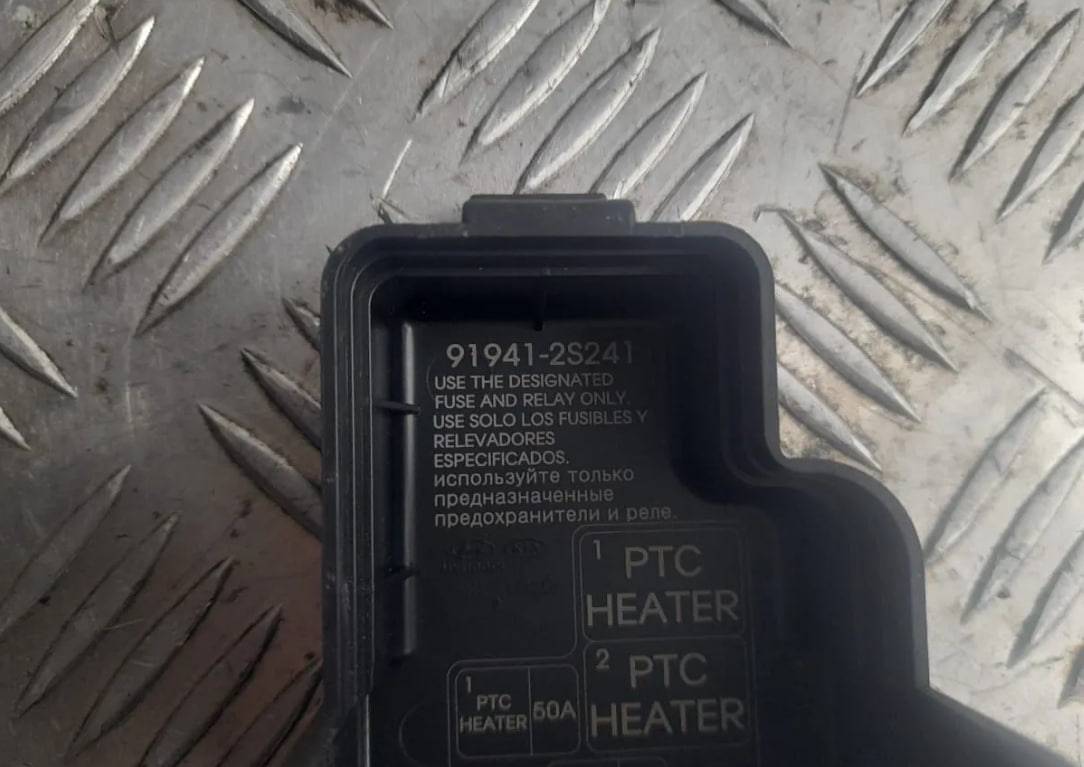 91941-2S241
USE THE DESIGNATED
FUSE AND RELAY ONLY.
USE SOLO LOS FUSIBLES Y
RELEVADORES
ESPECIFICADOS.
используйте только
предназначенные
предохранители и реле.
1 PTC
HEATER
2 PTC
HEATER
1
PTC
HEATER
50A